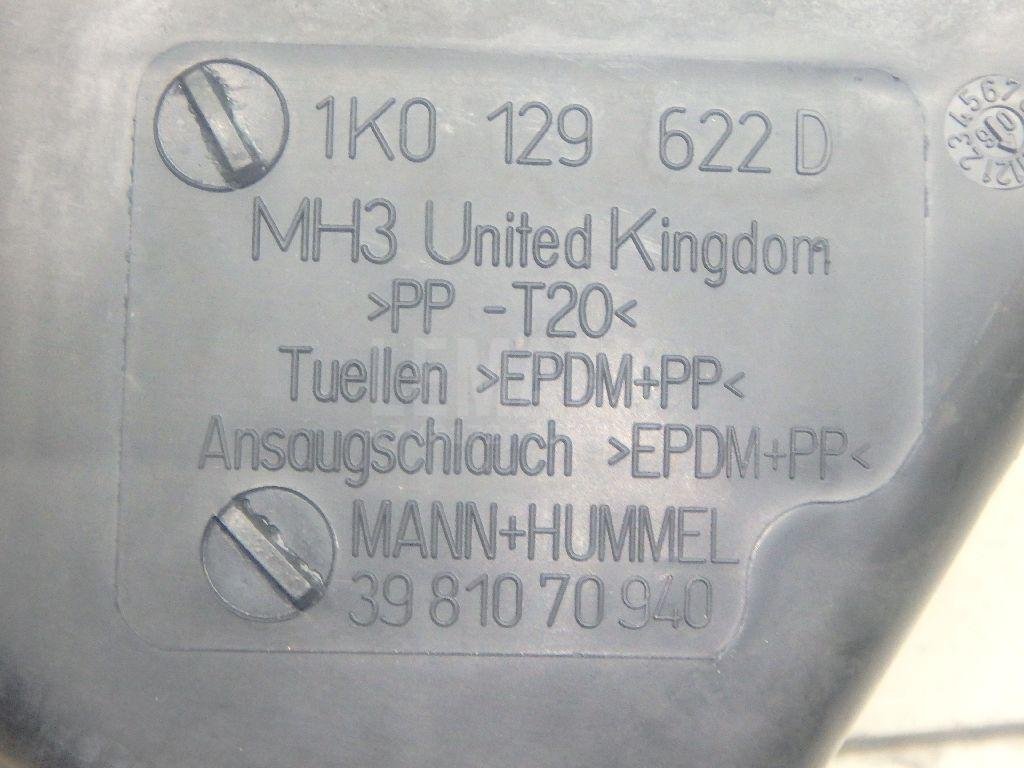 1K0 129 622 D
MH3 United Kingdom
>PP -T20<
Tuellen >EPDM+PP<
Ansaugschlauch >EPDM+PP<
MANN+HUMMEL
39 810 70 940